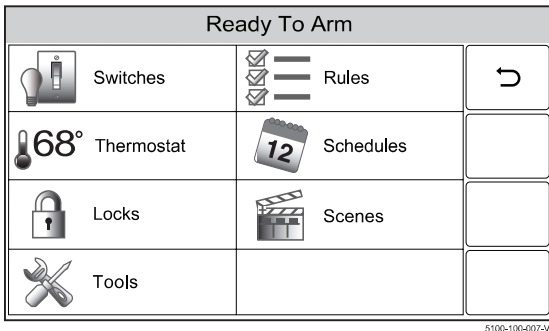 Ready To Arm
Switches
Rules
68° Thermostat
12
Schedules
Locks
Scenes
Tools
5100-100-007-V